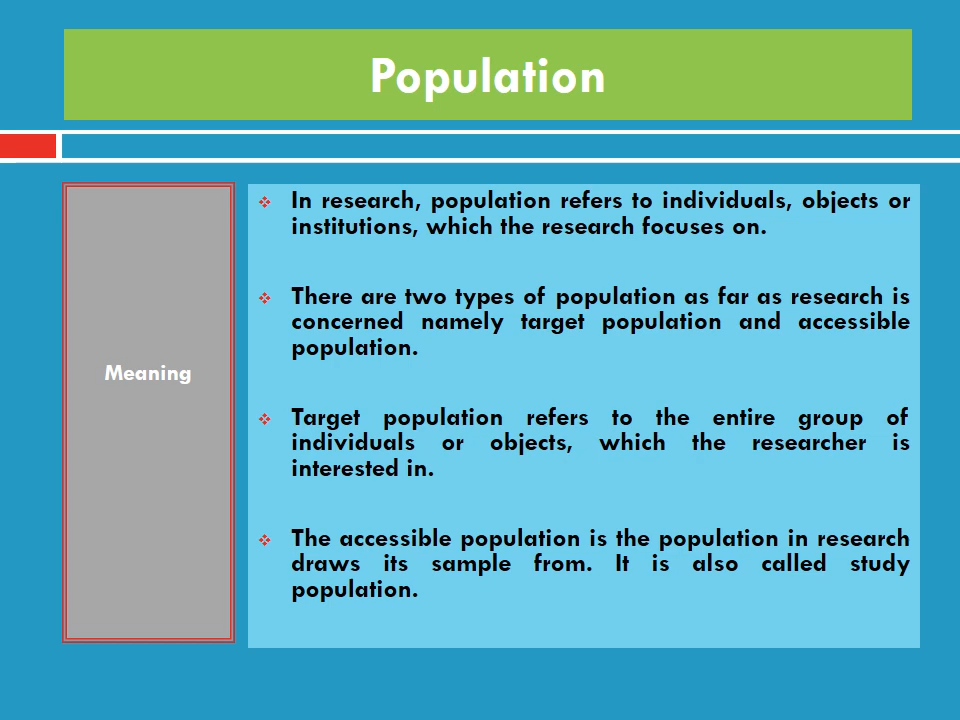 Population
Meaning
In research, population refers to individuals, objects or
institutions, which the research focuses on.
There are two types of population as far as research is
concerned namely target population and accessible
population.
Target population refers to the entire group of
individuals or objects, which the researcher is
interested in.
The accessible population is the population in research
draws its sample from. It is also called study
population.